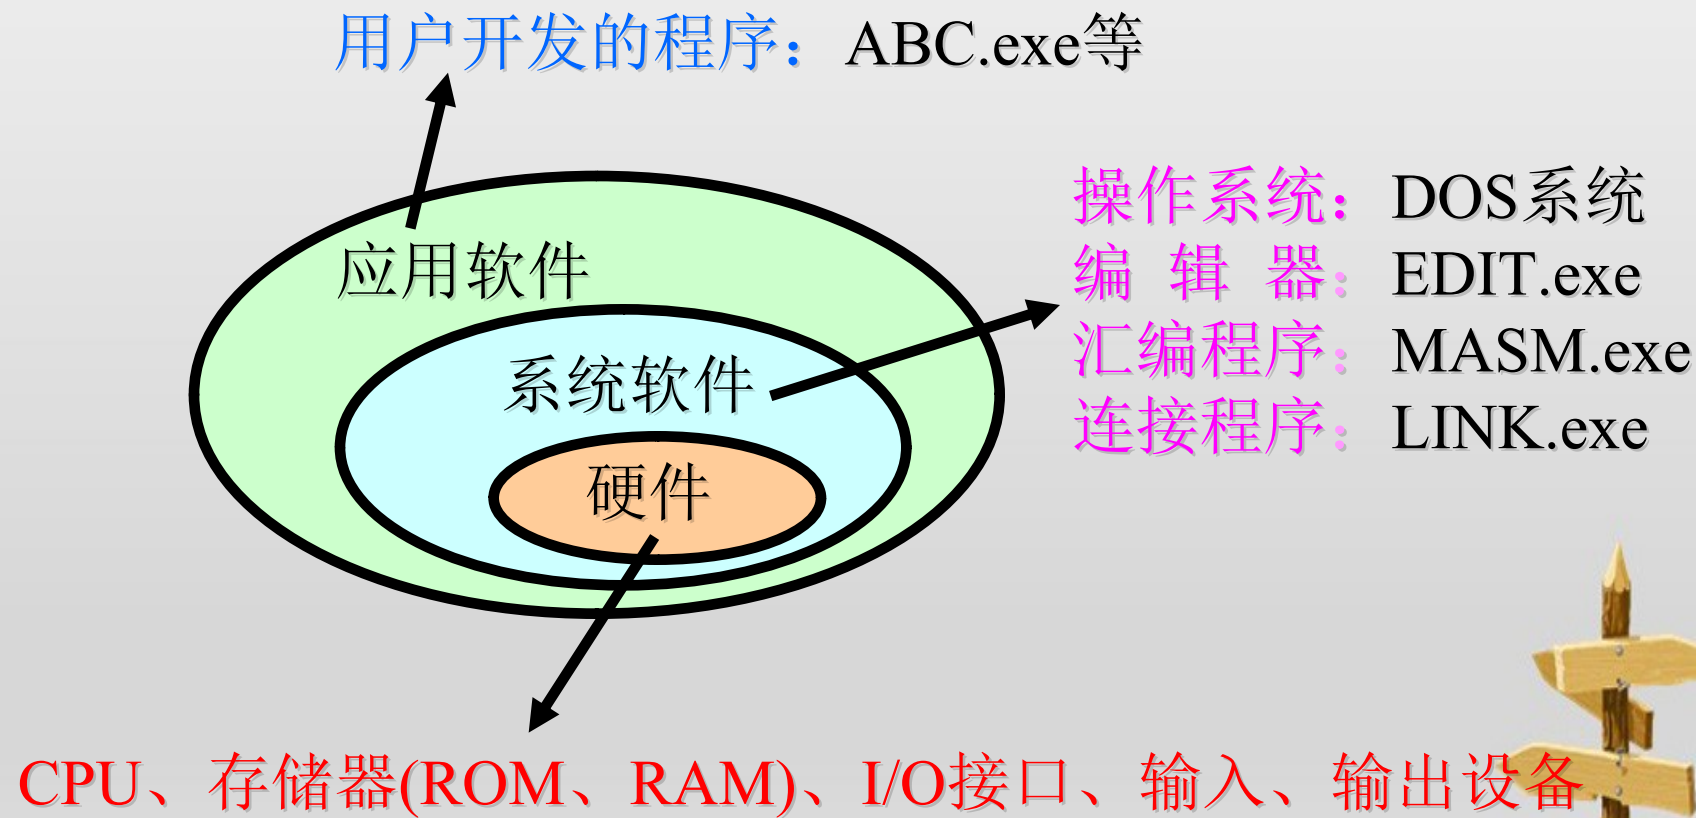 用户开发的程序：ABC.exe等
应用软件
系统软件
硬件
操作系统：DOS系统
编 辑 器：EDIT.exe
汇编程序：MASM.exe
连接程序：LINK.exe
CPU、存储器(ROM、RAM)、I/O接口、输入、输出设备